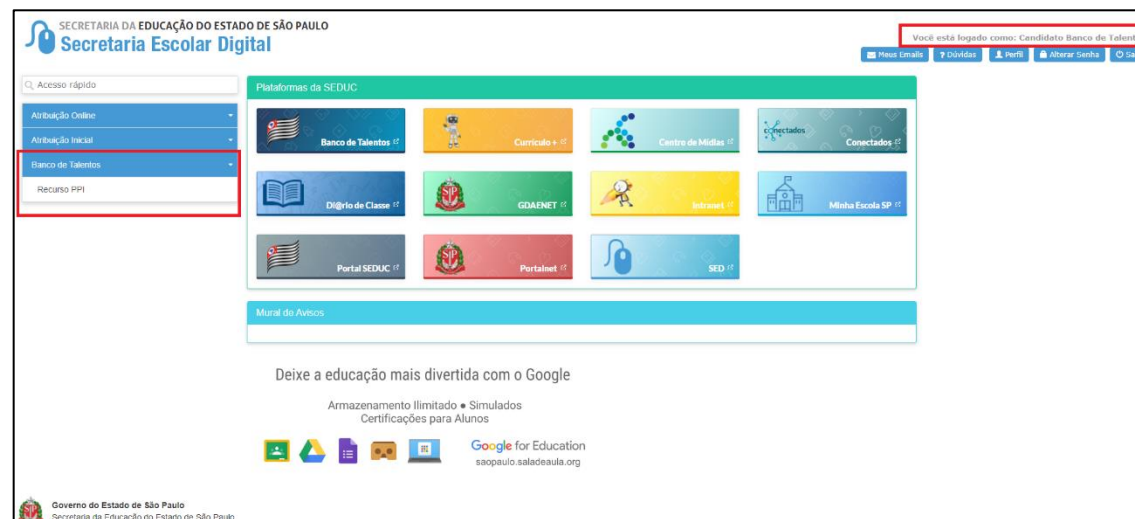 SECRETARIA DA EDUCAÇÃO DO ESTADO DE SÃO PAULO
Secretaria Escolar Digital
Você está logado como: Candidato Banco de Talent
Meus Emails
? Dúvidas
Perfil
Alterar Senha
Sa
Acesso rápido
Atribuição Online
Atribuição Inicial
Banco de Talentos
Recurso PPI
Plataformas da SEDUC
Banco de Talentos
Currículo +
Centro de Mídias
conectados
Conectados
Di@rio de Classe
SP
GDAENET
Intranet
Minha Escola SP
Portal SEDUC
SP
Portalnet
SED
Mural de Avisos
Deixe a educação mais divertida com o Google
Armazenamento Ilimitado ● Simulados
Certificações para Alunos
Google for Education
saopaulo.saladeaula.org
Governo do Estado de São Paulo
Secretaria da Educação do Estado de São Paulo